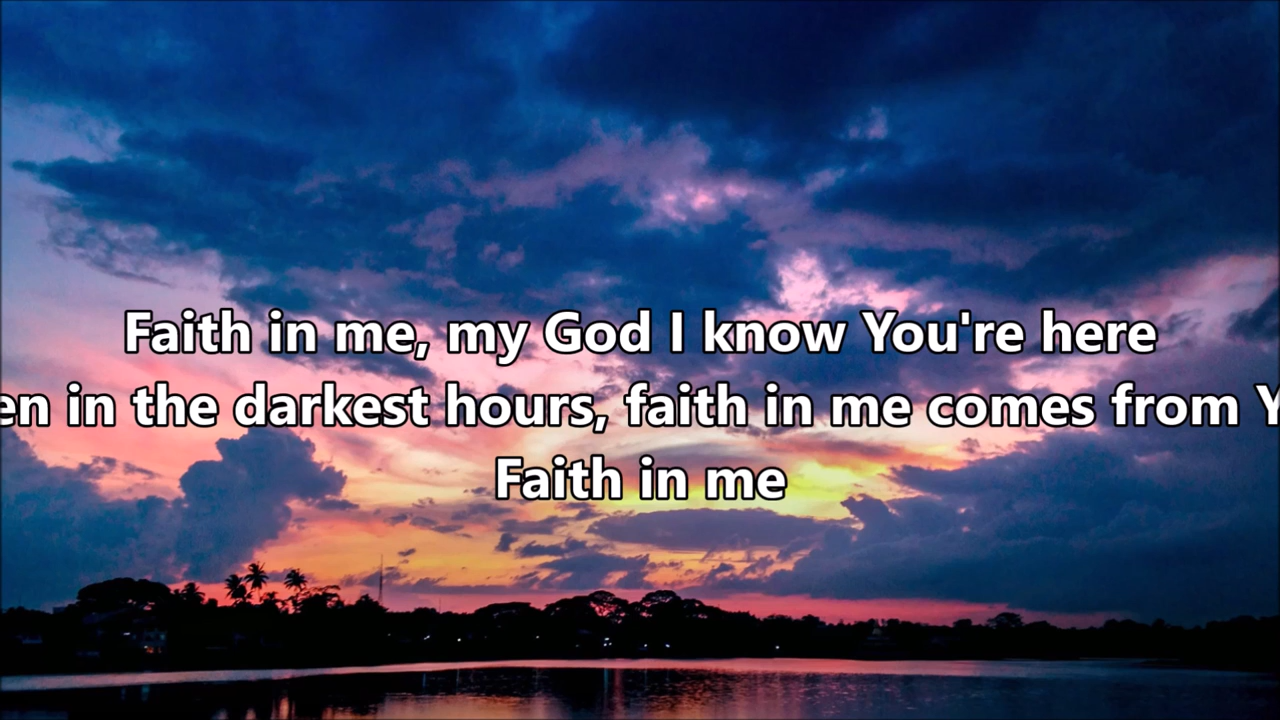 Faith in me, my God I know You're here
en in the darkest hours, faith in me comes from Y
Faith in me